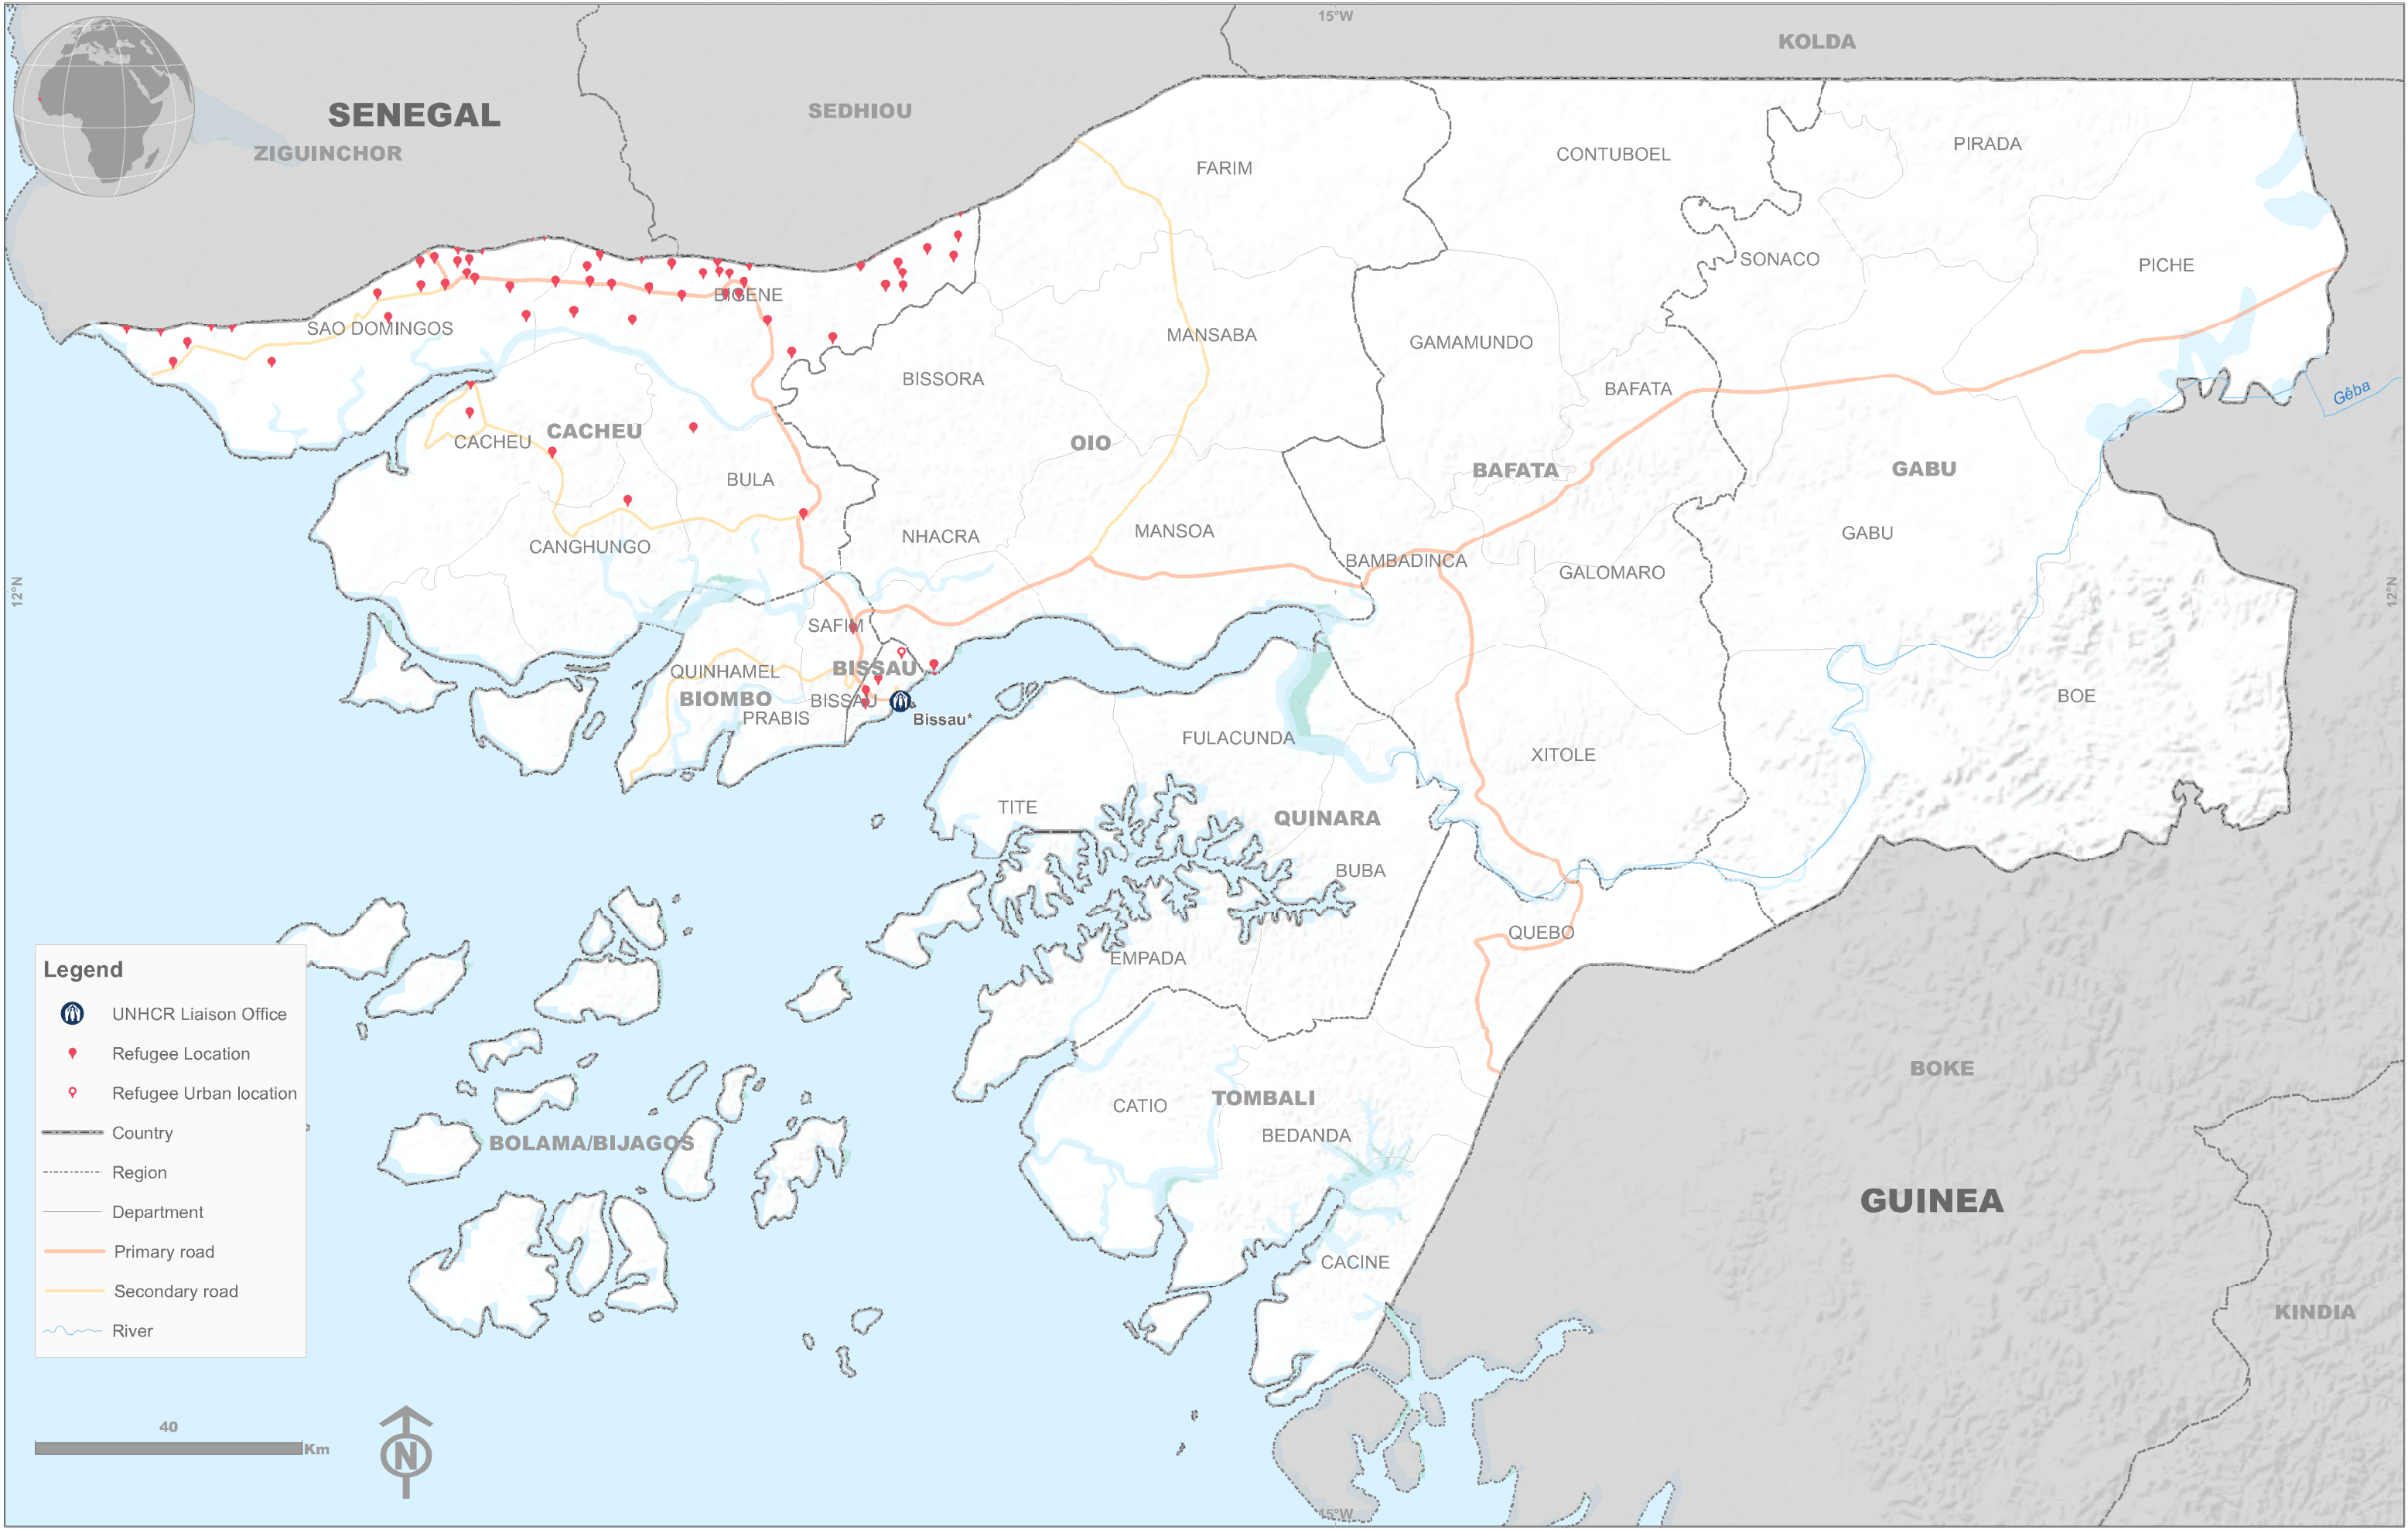 15°W
KOLDA
SENEGAL
SEDHIOU
ZIGUINCHOR
PIRADA
CONTUBOEL
FARIM
SONACO
PICHE
BIGENE
SAO DOMINGOS
MANSABA
GAMAMUNDO
BISSORA
BAFATA
Gêba
CACHEU
CACHEU
OIO
BAFATA
GABU
BULA
MANSOA
GABU
NHACRA
CANGHUNGO
BAMBADINCA
GALOMARO
12°N
12°N
SAFIM
BISSAU
QUINHAMEL
BIOMBO
BISSAU
PRABIS
Bissau*
BOE
FULACUNDA
XITOLE
TITE
QUINARA
BUBA
QUEBO
EMPADA
Legend
UNHCR Liaison Office
Refugee Location
Refugee Urban location
Country
Region
Department
Primary road
Secondary road
River
BOKE
TOMBALI
CATIO
BEDANDA
BOLAMA/BIJAGOS
GUINEA
CACINE
KINDIA
40
Km
N
15°W